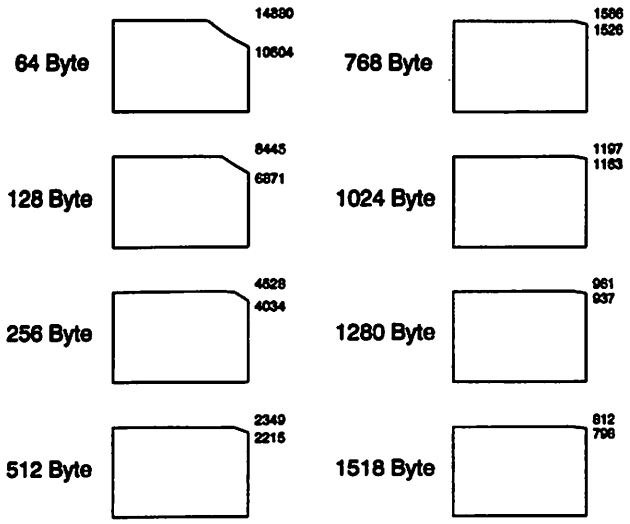 64 Byte
14880
10604
128 Byte
8445
6871
256 Byte
4528
4034
512 Byte
2349
2215
768 Byte
1586
1526
1024 Byte
1197
1163
1280 Byte
961
937
1518 Byte
812
798